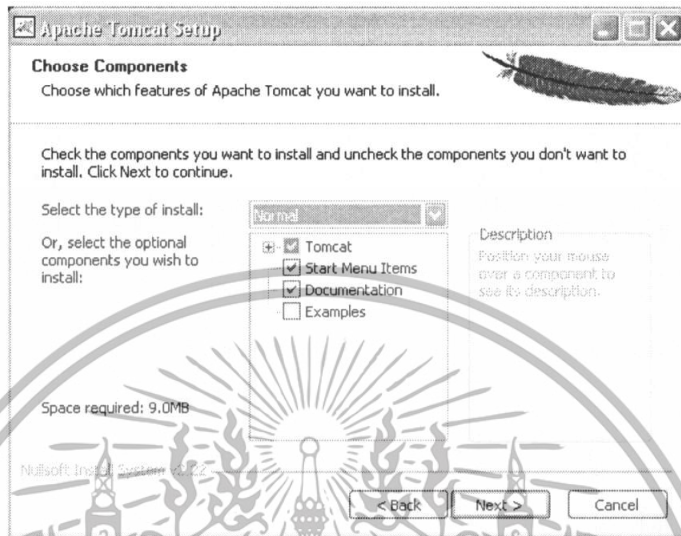 Apache Tomcat Setup
Choose Components
Choose which features of Apache Tomcat you want to install.
Check the components you want to install and uncheck the components you don't want to
install. Click Next to continue.
Select the type of install:
Normal
Or, select the optional
components you wish to
install:
Tomcat
Start Menu Items
Documentation
Examples
Description
Position your mouse
over a component to
see its description.
Space required: 9.0MB
Nullsoft Install System
< Back
Next >
Cancel